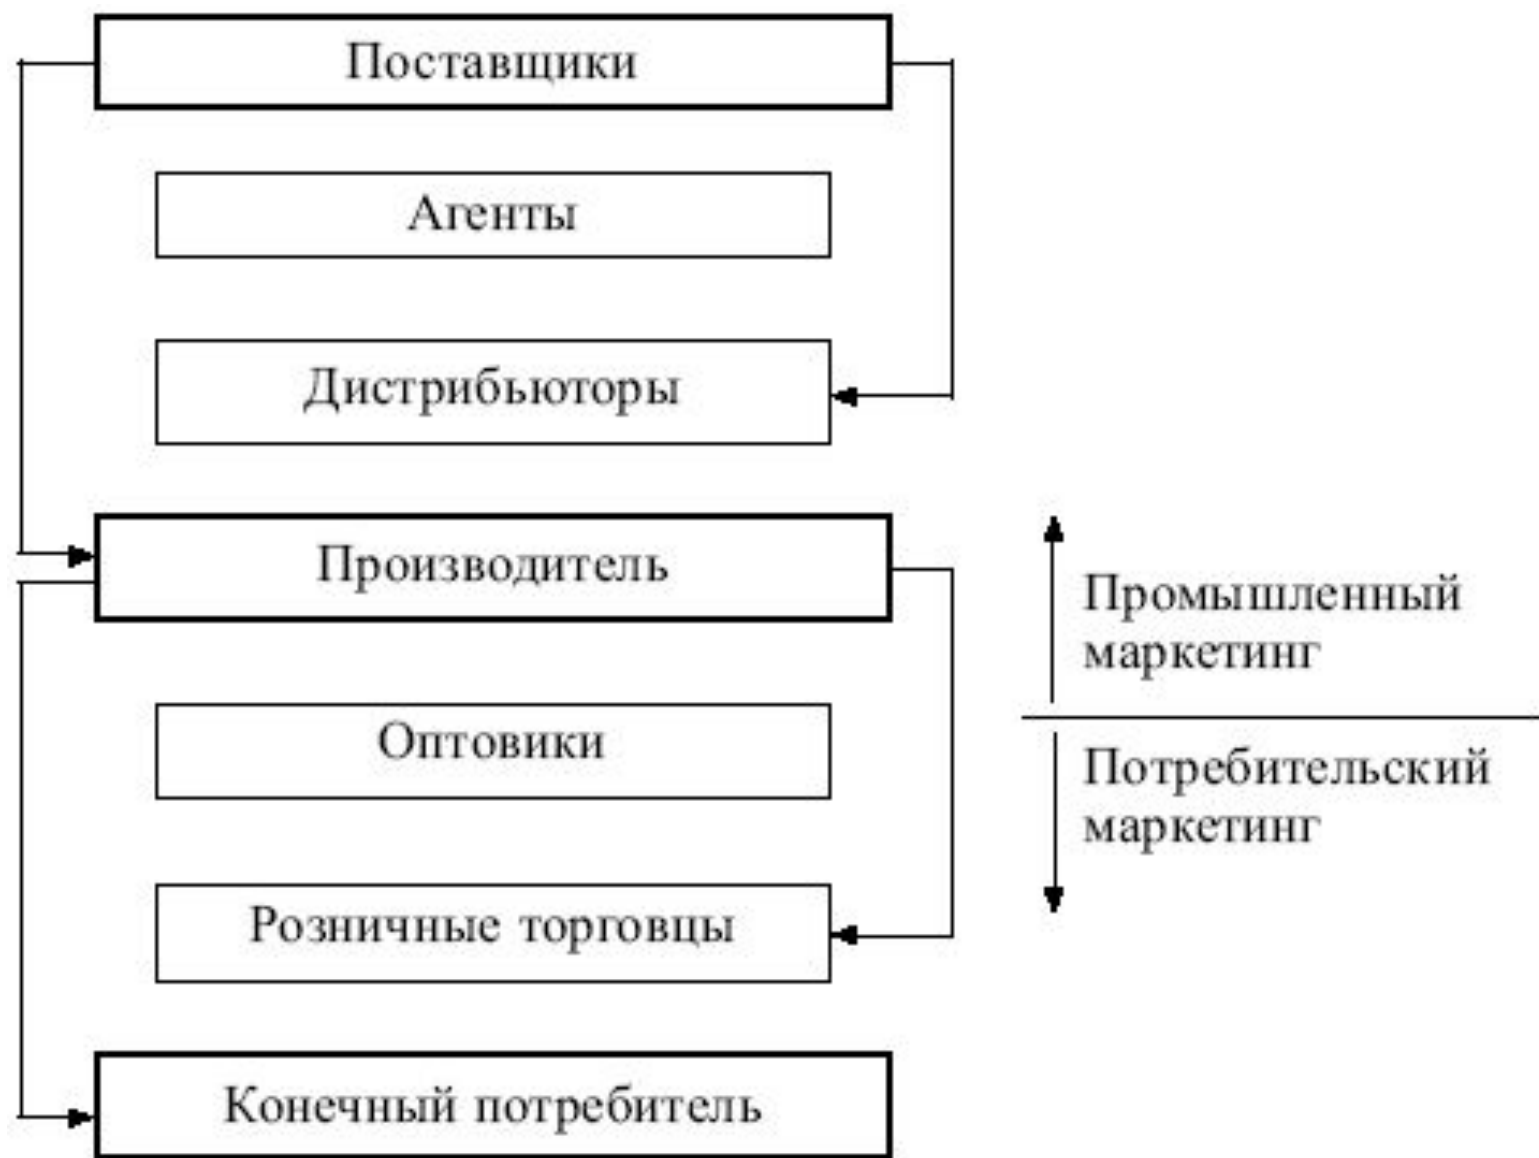 Поставщики
Агенты
Дистрибьюторы
Производитель
Промышленный
маркетинг
Оптовики
Потребительский
маркетинг
Розничные торговцы
Конечный потребитель